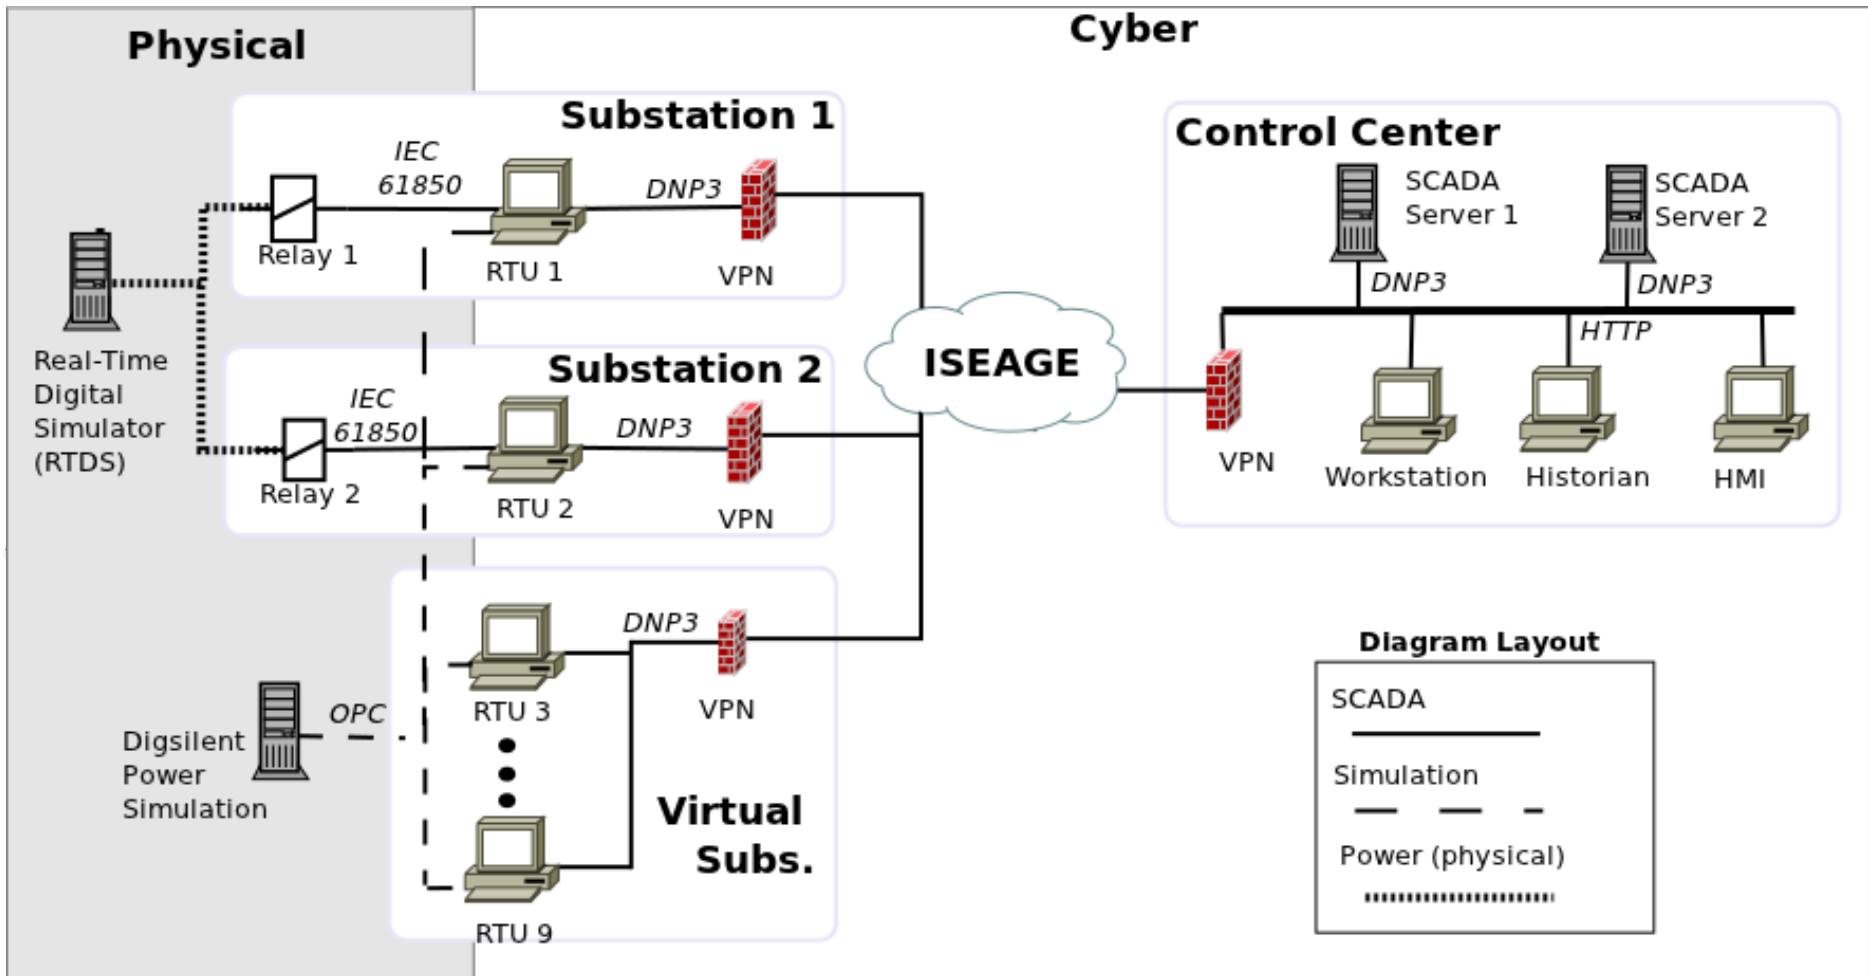 Physical
Cyber
Substation 1
IEC
61850
DNP3
Relay 1
RTU 1
VPN
Real-Time
Digital
Simulator
(RTDS)
Substation 2
IEC
61850
DNP3
Relay 2
RTU 2
VPN
ISEAGE
Control Center
SCADA
Server 1
SCADA
Server 2
DNP3
DNP3
HTTP
VPN
Workstation
Historian
HMI
DNP3
RTU 3
VPN
OPC
Digsilent
Power
Simulation
Virtual
Subs.
RTU 9
Diagram Layout
SCADA
Simulation
Power (physical)